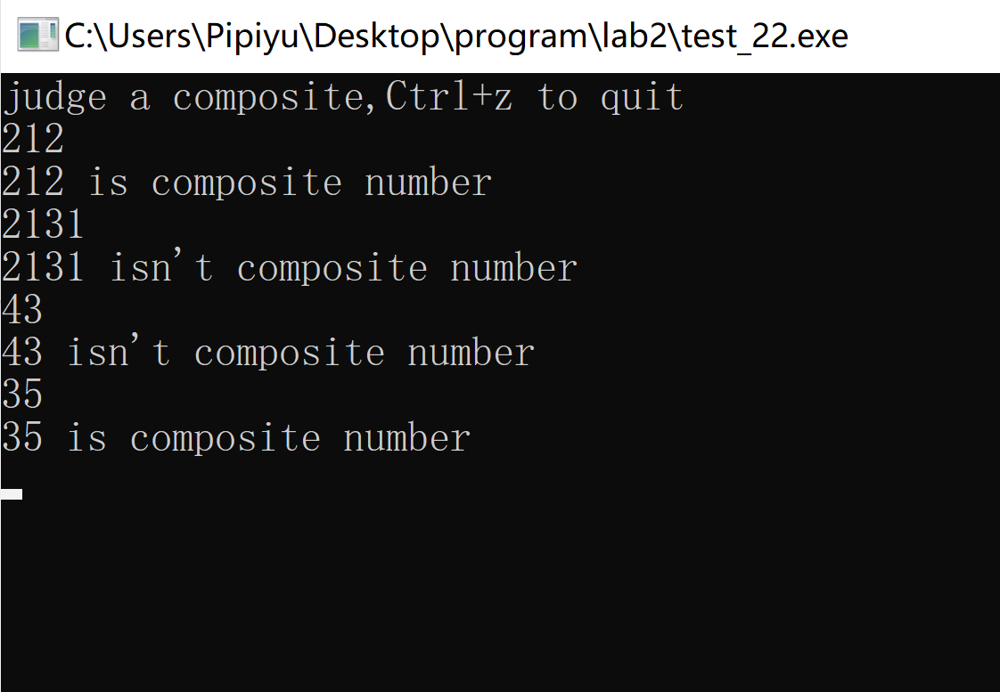 C:\Users\Pipiyu\Desktop\program\lab2\test_22.exe
judge a composite,Ctrl+z to quit
212
212 is composite number
2131
2131 isn't composite number
43
43 isn't composite number
35
35 is composite number